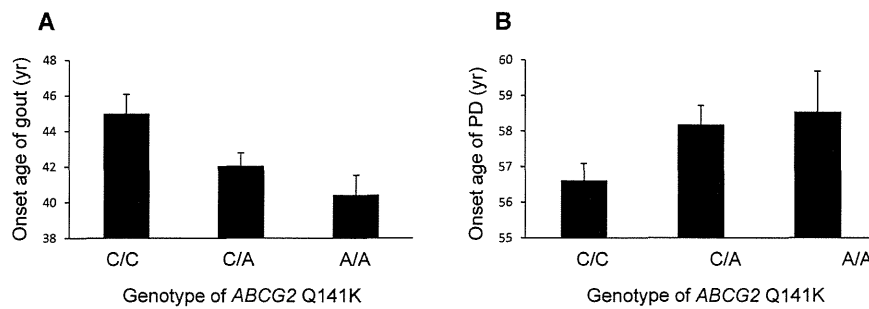 A
Onset age of gout (yr)
48
46
44
42
40
38
C/C C/A A/A
Genotype of ABCG2 Q141K
B
Onset age of PD (yr)
60
59
58
57
56
55
C/C C/A A/A
Genotype of ABCG2 Q141K